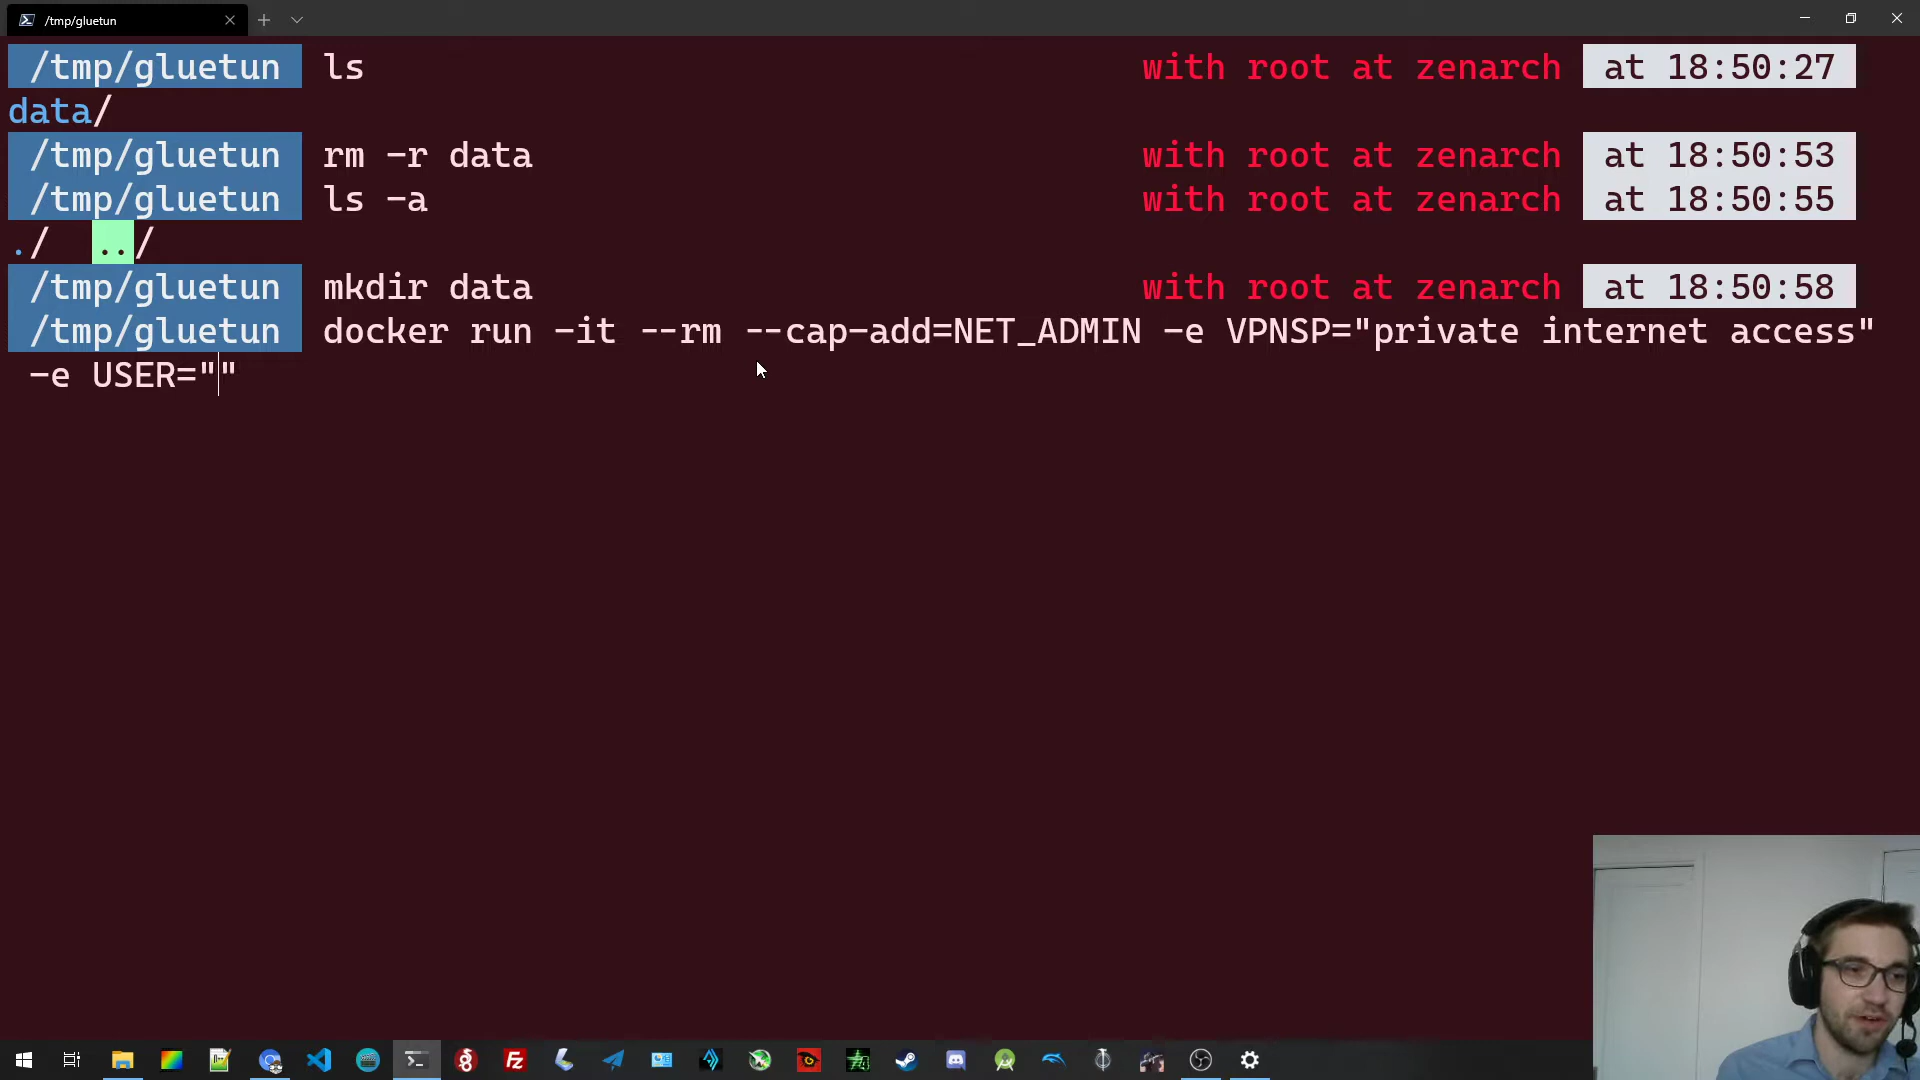 /tmp/gluetun
/tmp/gluetun ls with root at zenarch at 18:50:27
data/
/tmp/gluetun rm -r data with root at zenarch at 18:50:53
/tmp/gluetun ls -a with root at zenarch at 18:50:55
./ ../
/tmp/gluetun mkdir data with root at zenarch at 18:50:58
/tmp/gluetun docker run -it --rm --cap-add=NET_ADMIN -e VPNSP="private internet access"
-e USER=""